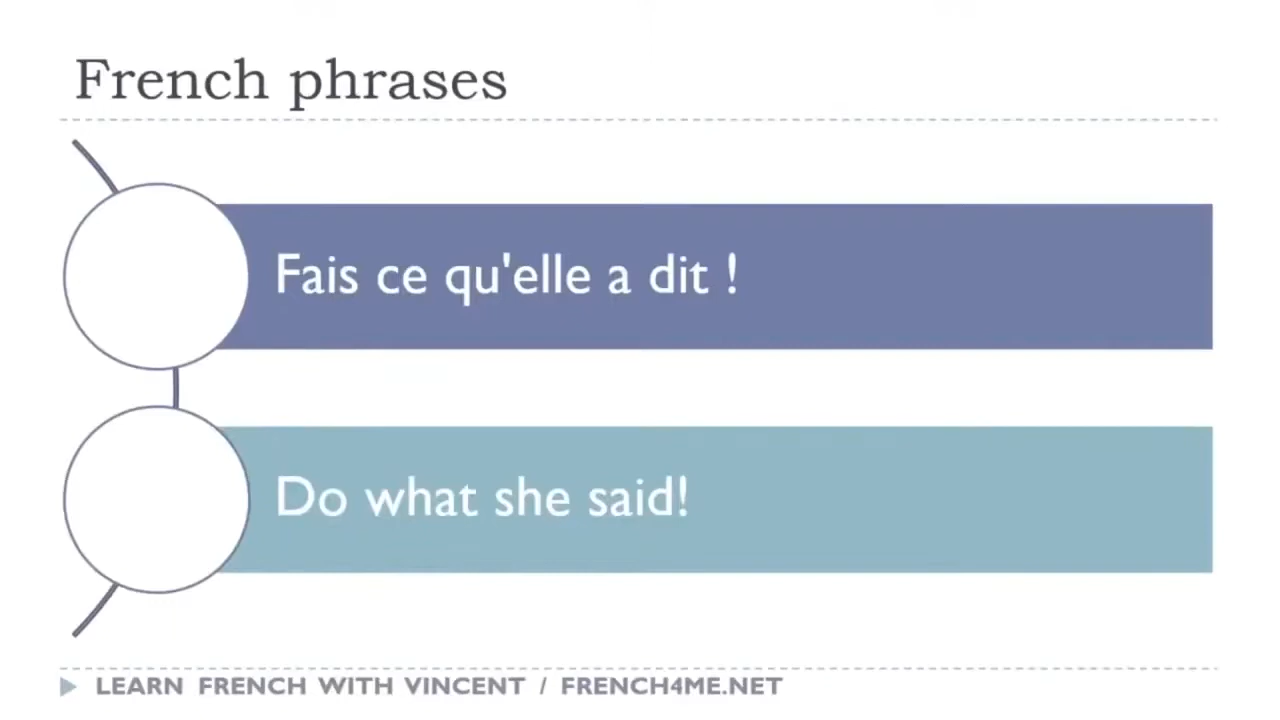 French phrases
Fais ce qu'elle a dit !
Do what she said!
LEARN FRENCH WITH VINCENT / FRENCH4ME.NET